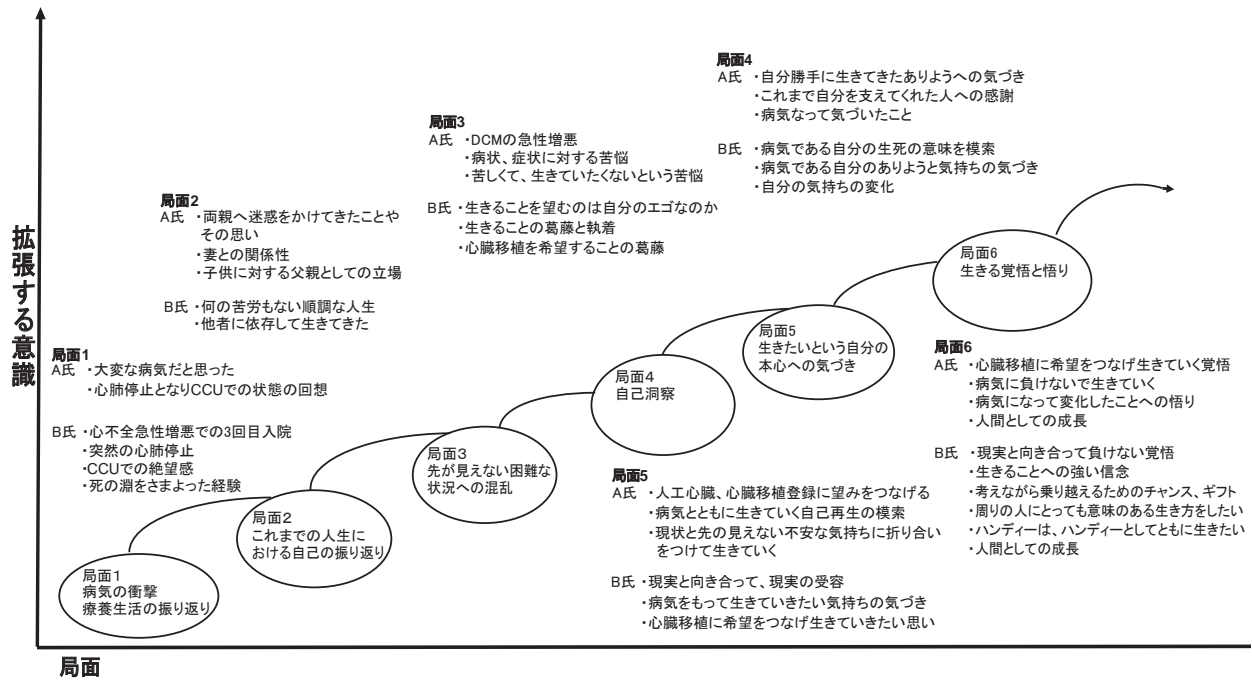 拡張する意識
局面1
A氏 ・大変な病気だと思った
・心肺停止となりCCUでの状態の回想
B氏 ・心不全急性増悪での3回目入院
・突然の心肺停止
・CCUでの絶望感
・死の淵をさまよった経験
局面2
A氏 ・両親へ迷惑をかけてきたことや
その思い
・妻との関係性
・子供に対する父親としての立場
B氏 ・何の苦労もない順調な人生
・他者に依存して生きてきた
局面3
A氏 ・DCMの急性増悪
・病状、症状に対する苦悩
・苦しくて、生きていたくないという苦悩
B氏 ・生きることを望むのは自分のエゴなのか
・生きることの葛藤と執着
・心臓移植を希望することの葛藤
局面4
A氏 ・自分勝手に生きてきたありようへの気づき
・これまで自分を支えてくれた人への感謝
・病気なって気づいたこと
B氏 ・病気である自分の生死の意味を模索
・病気である自分のありようと気持ちの気づき
・自分の気持ちの変化
局面1
病気の衝撃
療養生活の振り返り
局面2
これまでの人生に
おける自己の振り返り
局面3
先が見えない困難な
状況への混乱
局面4
自己洞察
局面5
生きたいという自分の
本心への気づき
局面6
生きる覚悟と悟り
局面5
A氏 ・人工心臓、心臓移植登録に望みをつなげる
・病気とともに生きていく自己再生の模索
・現状と先の見えない不安な気持ちに折り合い
をつけて生きていく
B氏 ・現実と向き合って、現実の受容
・病気をもって生きていきたい気持ちの気づき
・心臓移植に希望をつなげ生きていきたい思い
局面6
A氏 ・心臓移植に希望をつなげ生きていく覚悟
・病気に負けないで生きていく
・病気になって変化したことへの悟り
・人間としての成長
B氏 ・現実と向き合って負けない覚悟
・生きることへの強い信念
・考えながら乗り越えるためのチャンス、ギフト
・周りの人にとっても意味のある生き方をしたい
・ハンディーは、ハンディーとしてともに生きたい
・人間としての成長
局面